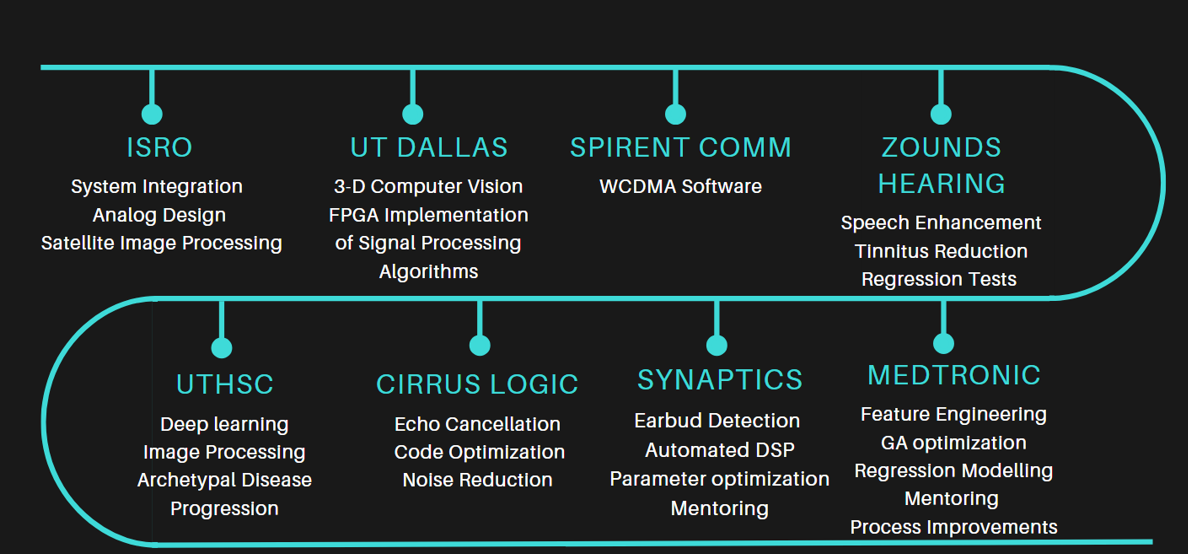 ISRO
System Integration
Analog Design
Satellite Image Processing
UT DALLAS
3-D Computer Vision
FPGA Implementation
of Signal Processing
Algorithms
SPIRENT COMM
WCDMA Software
ZOUNDS
HEARING
Speech Enhancement
Tinnitus Reduction
Regression Tests
UTHSC
Deep learning
Image Processing
Archetypal Disease
Progression
CIRRUS LOGIC
Echo Cancellation
Code Optimization
Noise Reduction
SYNAPTICS
Earbud Detection
Automated DSP
Parameter optimization
Mentoring
MEDTRONIC
Feature Engineering
GA optimization
Regression Modelling
Mentoring
Process Improvements